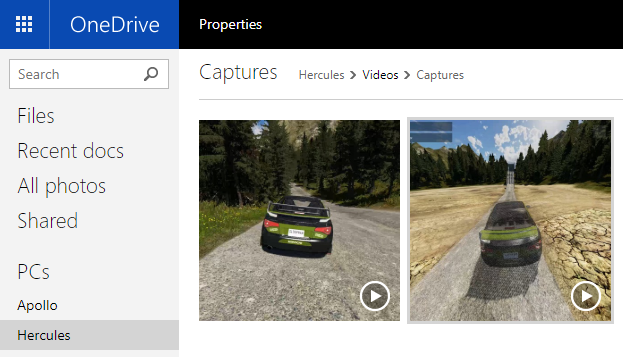 OneDrive
Properties
Search
Files
Recent docs
All photos
Shared
PCs
Apollo
Hercules
Captures
Hercules > Videos > Captures